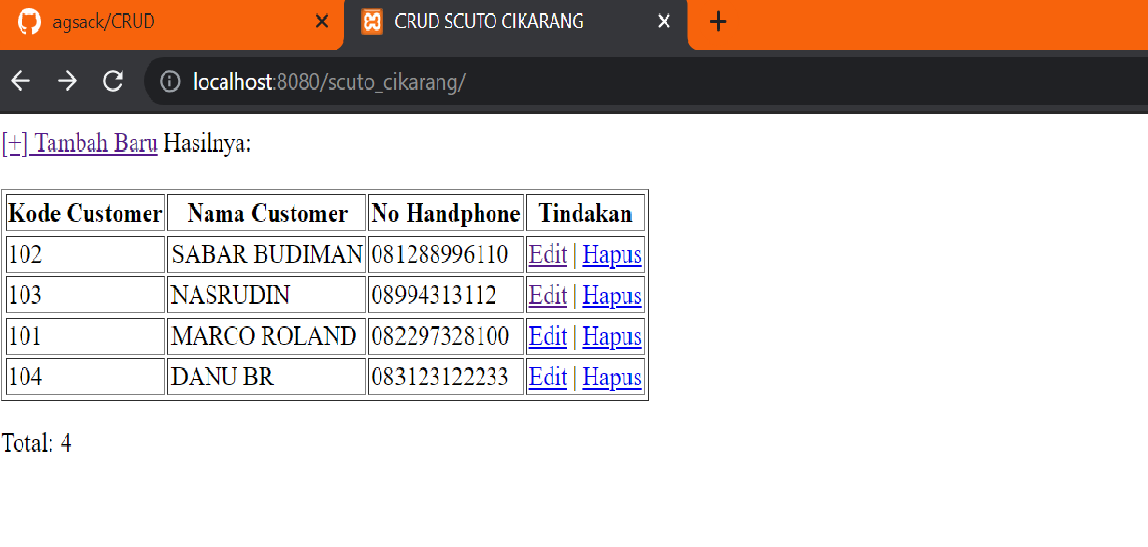 agsack/CRUD CRUD SCUTO CIKARANG
localhost:8080/scuto_cikarang/
[+] Tambah Baru Hasilnya:
Kode Customer Nama Customer No Handphone Tindakan
102 SABAR BUDIMAN 081288996110 Edit | Hapus
103 NASRUDIN 08994313112 Edit | Hapus
101 MARCO ROLAND 082297328100 Edit | Hapus
104 DANU BR 083123122233 Edit | Hapus
Total: 4